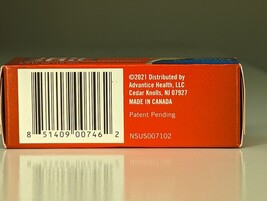 ©2021 Distributed by
Advantice Health, LLC
Cedar Knolls, NJ 07927
MADE IN CANADA
Patent Pending
8 51409 00746 2
NSUS007102